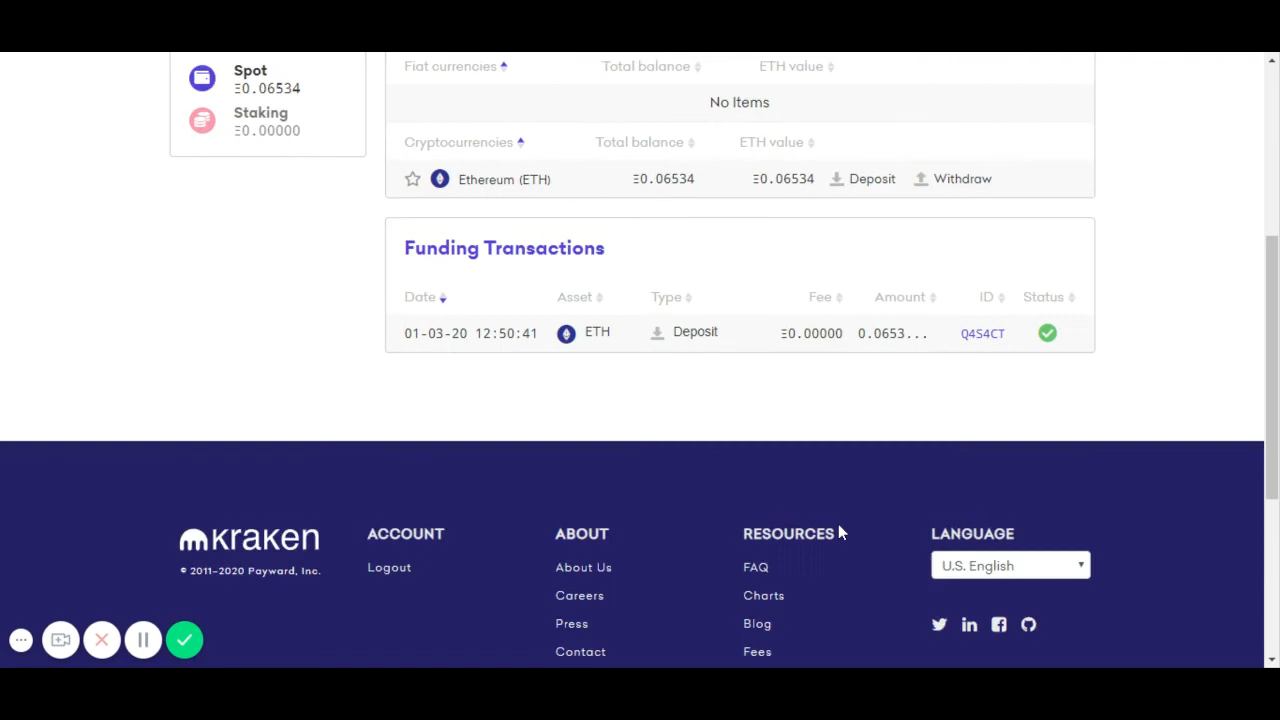 Spot
Ξ0.06534
Staking
Ξ0.00000
Fiat currencies Total balance ETH value
No Items
Cryptocurrencies Total balance ETH value
Ethereum (ETH) Ξ0.06534 Ξ0.06534 Deposit Withdraw
Funding Transactions
Date Asset Type Fee Amount ID Status
01-03-20 12:50:41 ETH Deposit Ξ0.00000 0.0653... Q4S4CT
kraken
© 2011-2020 Payward, Inc.
ACCOUNT
Logout
ABOUT
About Us
Careers
Press
Contact
RESOURCES
FAQ
Charts
Blog
Fees
LANGUAGE
U.S. English